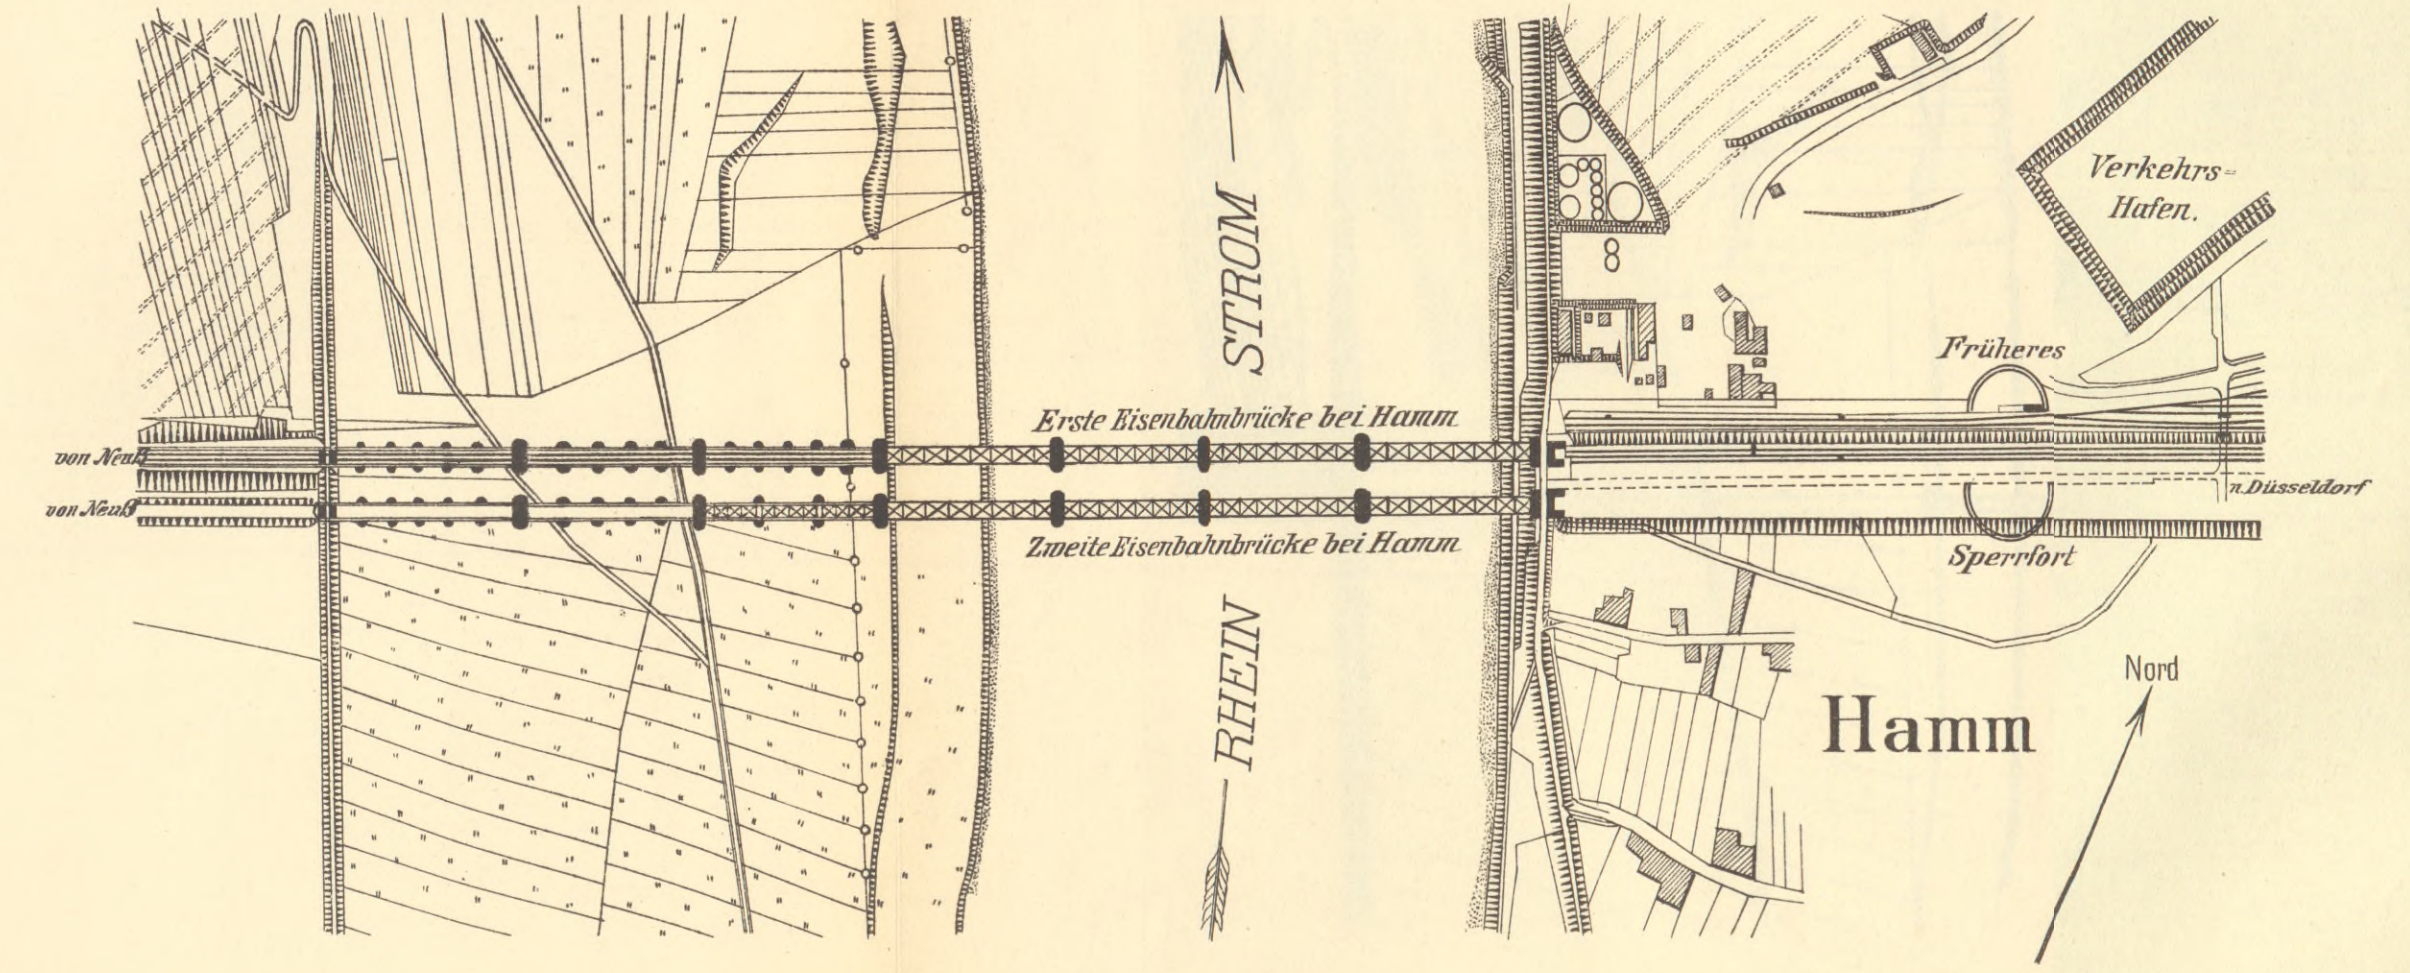 STROM
Verkehrs=
Hafen.
Früheres
Erste Eisenbahnbrücke bei Hamm
von Neuß
von Neuß
n. Düsseldorf
Zweite Eisenbahnbrücke bei Hamm
Sperrfort
RHEIN
Nord
Hamm